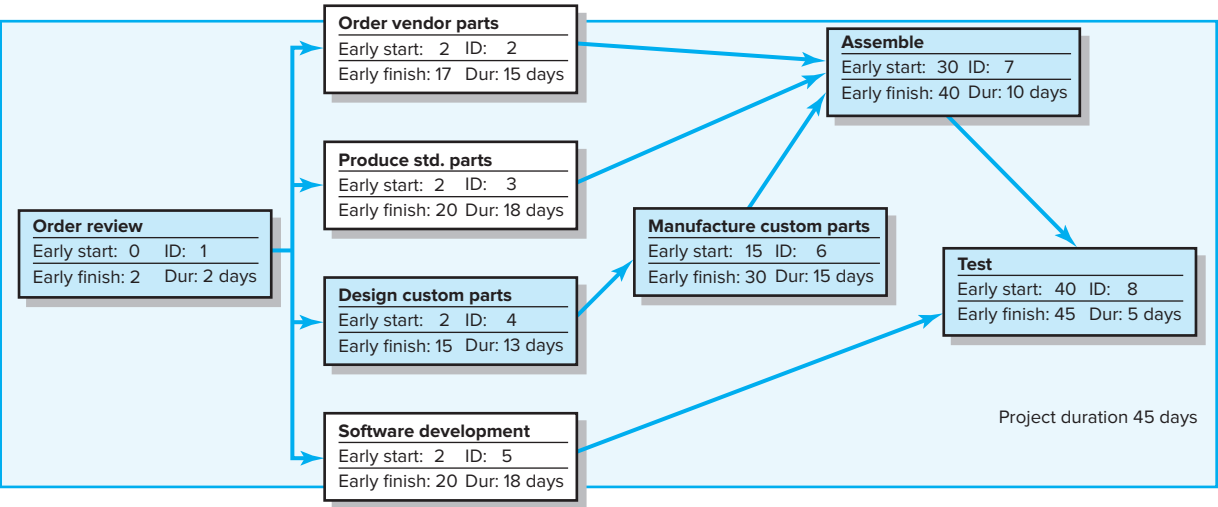 Order vendor parts
Early start: 2 ID: 2
Early finish: 17 Dur: 15 days
Assemble
Early start: 30 ID: 7
Early finish: 40 Dur: 10 days
Produce std. parts
Early start: 2 ID: 3
Early finish: 20 Dur: 18 days
Order review
Early start: 0 ID: 1
Early finish: 2 Dur: 2 days
Manufacture custom parts
Early start: 15 ID: 6
Early finish: 30 Dur: 15 days
Test
Early start: 40 ID: 8
Early finish: 45 Dur: 5 days
Design custom parts
Early start: 2 ID: 4
Early finish: 15 Dur: 13 days
Software development
Early start: 2 ID: 5
Early finish: 20 Dur: 18 days
Project duration 45 days